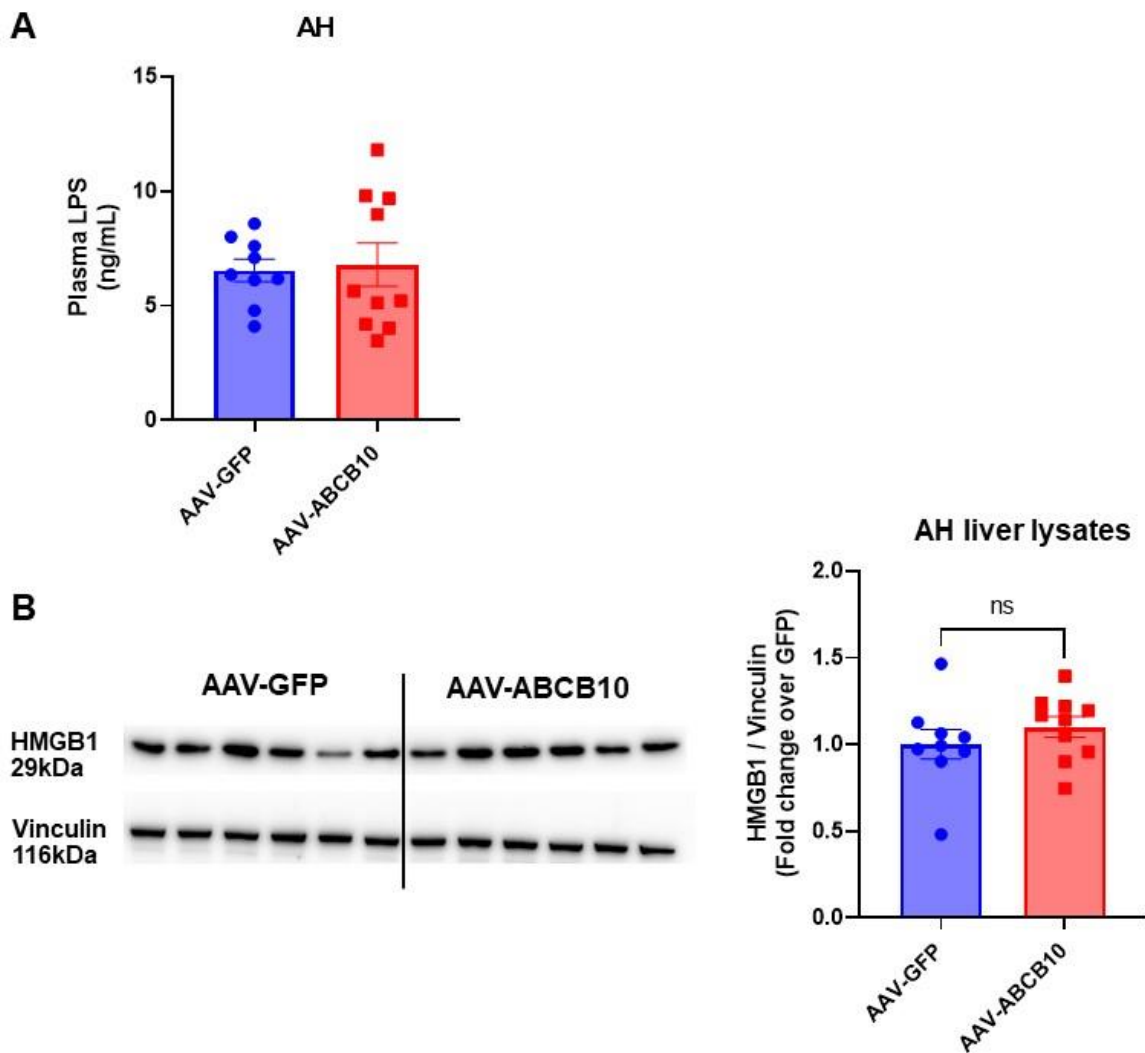 A
AH
15
10
5
0
Plasma LPS
(ng/mL)
AAV-GFP
AAV-ABCB10
B
AAV-GFP
AAV-ABCB10
HMGB1
29kDa
Vinculin
116kDa
AH liver lysates
2.0
1.5
1.0
0.5
0.0
HMGB1 / Vinculin
(Fold change over GFP)
ns
AAV-GFP
AAV-ABCB10